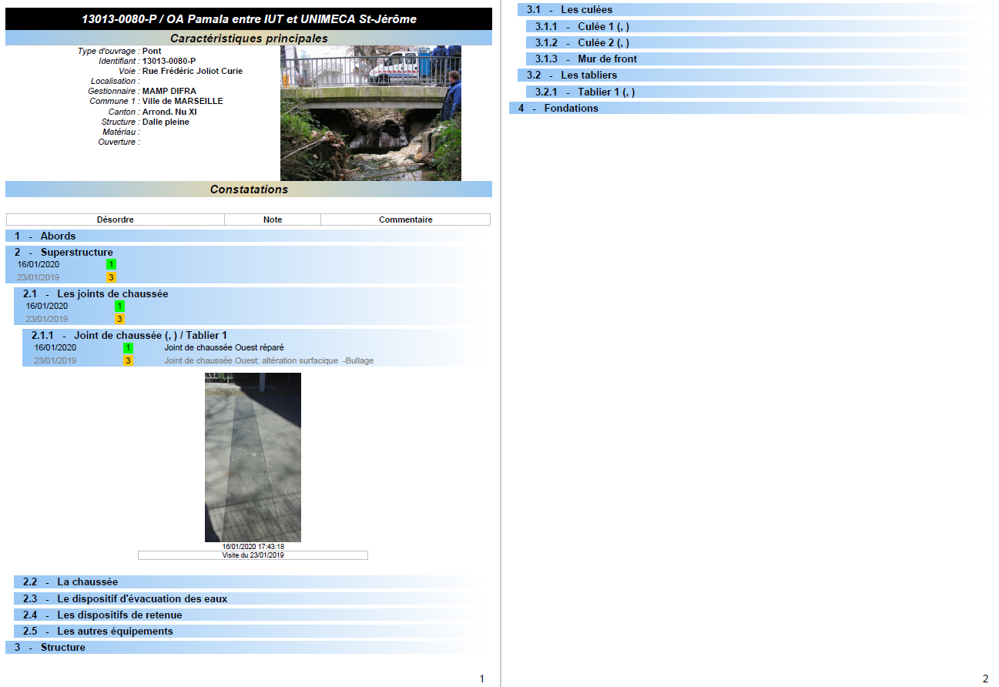 13013-0080-P / OA Pamala entre IUT et UNIMECA St-Jérôme
Caractéristiques principales
Type d'ouvrage : Pont
Identifiant : 13013-0080-P
Voie : Rue Frédéric Joliot Curie
Localisation :
Gestionnaire : MAMP DIFRA
Commune 1 : Ville de MARSEILLE
Canton : Arrond. Nu XI
Structure : Dalle pleine
Matériau :
Ouverture :
Constatations
Désordre Note Commentaire
1 - Abords
2 - Superstructure
16/01/2020 1
23/01/2019 3
2.1 - Les joints de chaussée
16/01/2020 1
23/01/2019 3
2.1.1 - Joint de chaussée (, ) / Tablier 1
16/01/2020 1 Joint de chaussée Ouest réparé
23/01/2019 3 Joint de chaussée Ouest: altération surfacique -Bullage
16/01/2020 17:43:18
Visite du 23/01/2019
2.2 - La chaussée
2.3 - Le dispositif d'évacuation des eaux
2.4 - Les dispositifs de retenue
2.5 - Les autres équipements
3 - Structure
1
3.1 - Les culées
3.1.1 - Culée 1 (, )
3.1.2 - Culée 2 (, )
3.1.3 - Mur de front
3.2 - Les tabliers
3.2.1 - Tablier 1 (, )
4 - Fondations
2